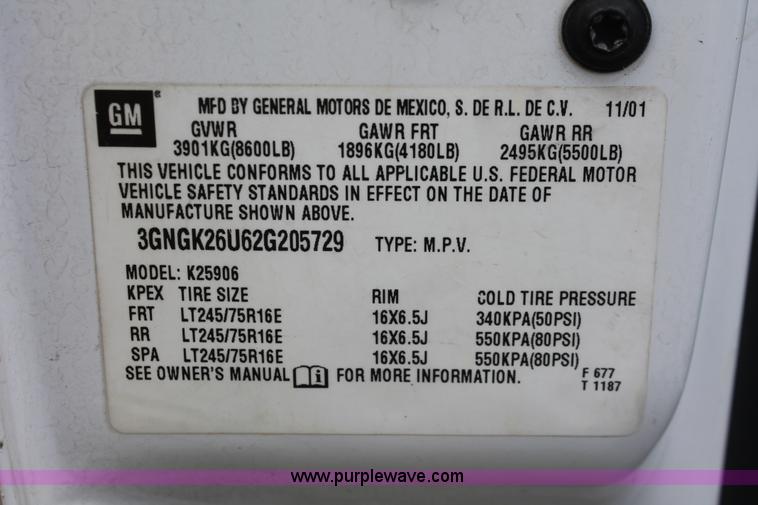 GM MFD BY GENERAL MOTORS DE MEXICO, S. DE R.L. DE C.V. 11/01
GVWR GAWR FRT GAWR RR
3901KG(8600LB) 1896KG(4180LB) 2495KG(5500LB)
THIS VEHICLE CONFORMS TO ALL APPLICABLE U.S. FEDERAL MOTOR
VEHICLE SAFETY STANDARDS IN EFFECT ON THE DATE OF
MANUFACTURE SHOWN ABOVE.
3GNGK26U62G205729 TYPE: M.P.V.
MODEL: K25906
KPEX TIRE SIZE RIM COLD TIRE PRESSURE
FRT LT245/75R16E 16X6.5J 340KPA(50PSI)
RR LT245/75R16E 16X6.5J 550KPA(80PSI)
SPA LT245/75R16E 16X6.5J 550KPA(80PSI)
SEE OWNER'S MANUAL i FOR MORE INFORMATION. F 677
T 1187
www.purplewave.com